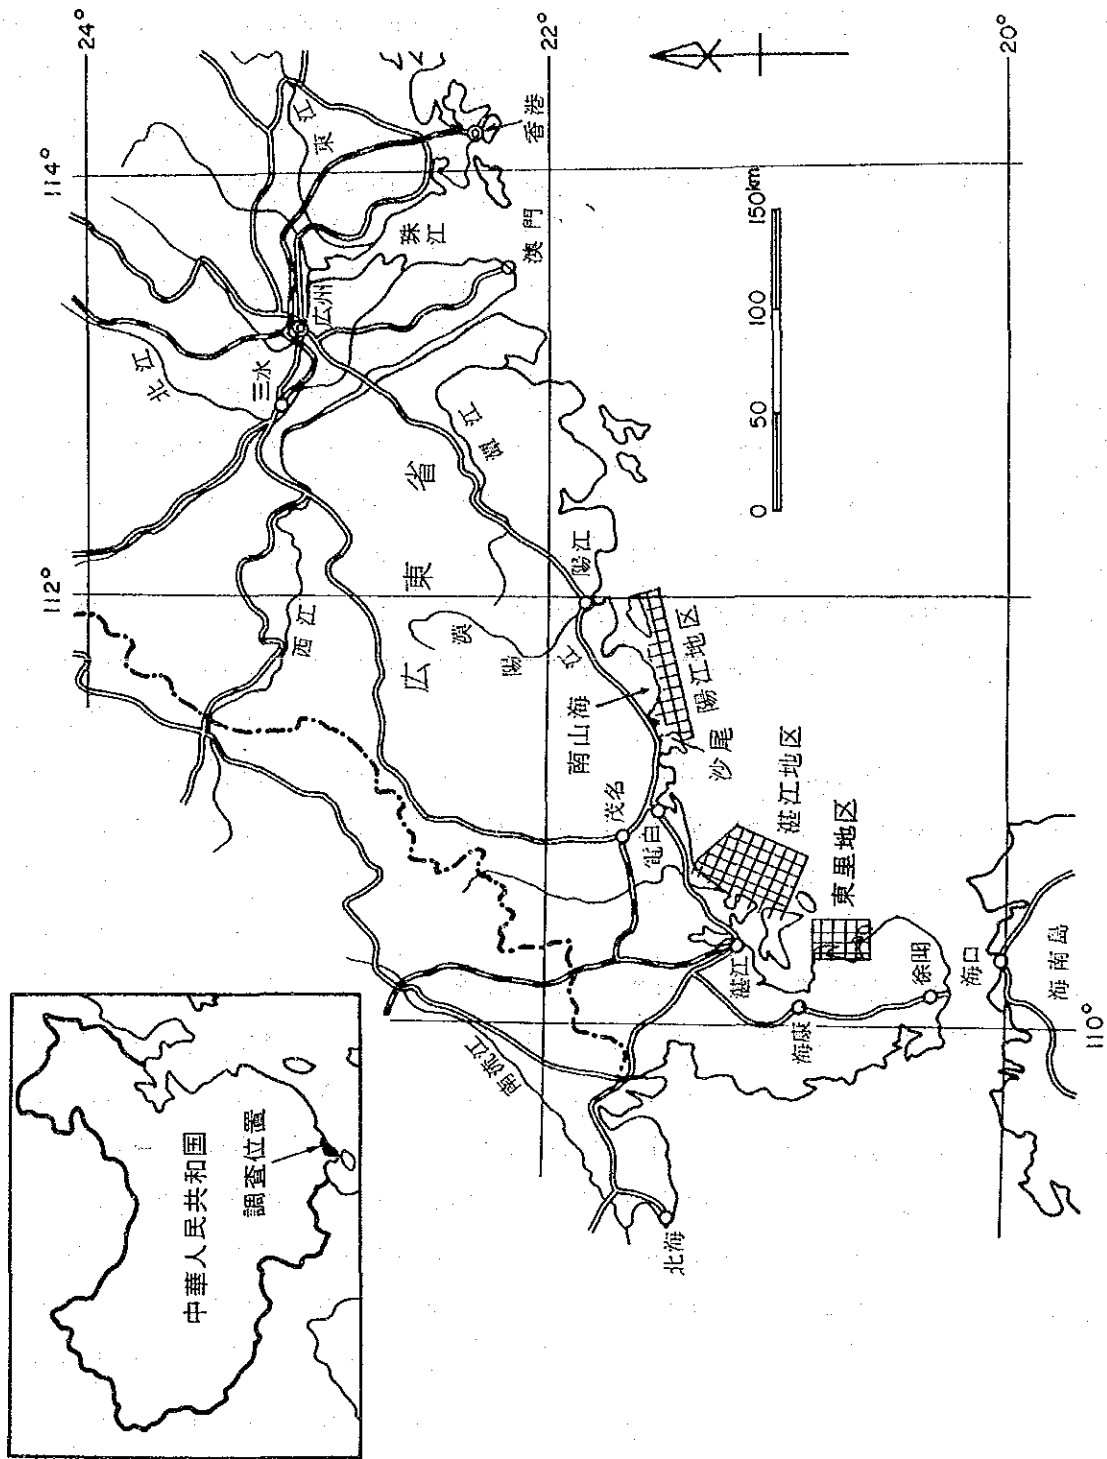 中華人民共和国
調査位置
24°
22°
20°
114°
112°
110°
北江
東江
珠江
三水
広州
香港
澳門
西江
広東省
潭江
漠陽江
陽江
南山海
陽江地区
沙尾
茂名
電白
湛江地区
東里地区
湛江
南流江
北海
海康
徐聞
海口
海南島
0 50 100 150km